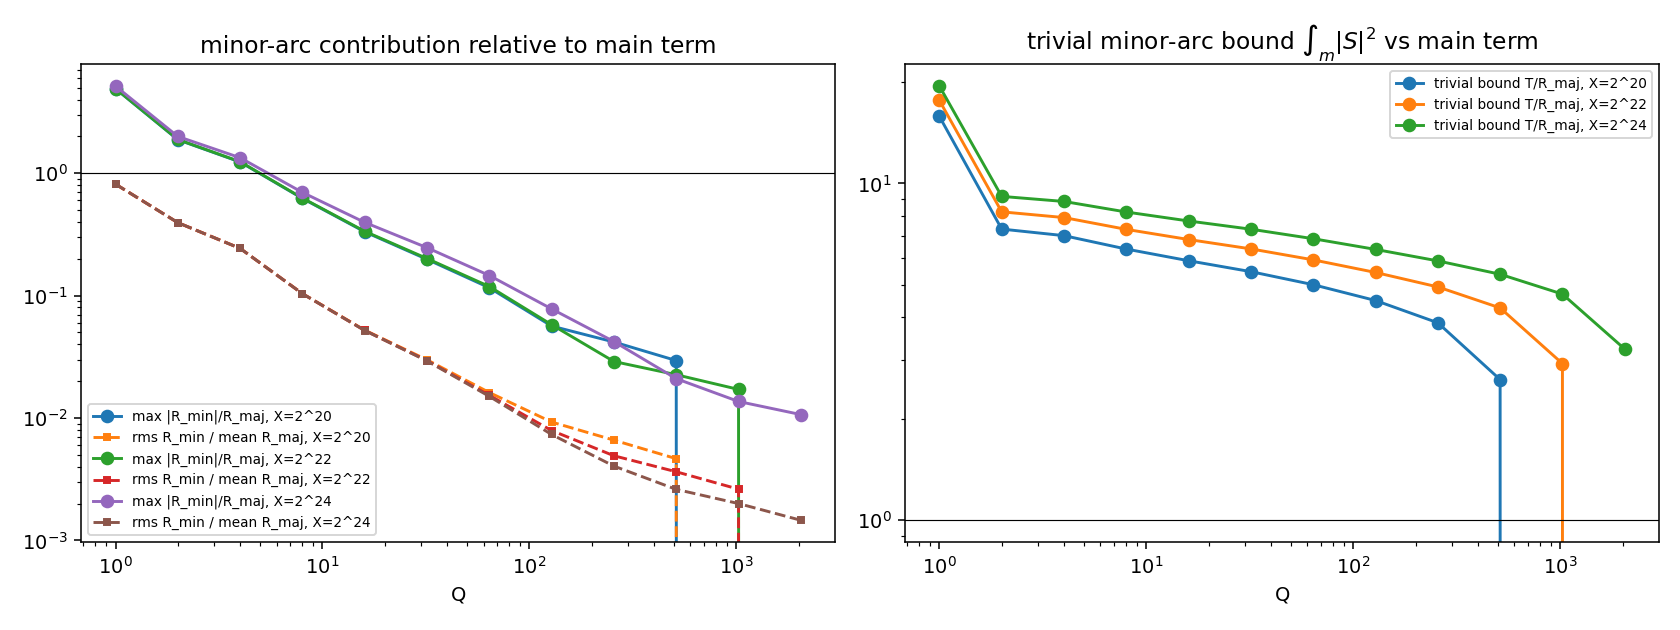 minor-arc contribution relative to main term
10^0
10^-1
10^-2
10^-3
max |R_min|/R_maj, X=2^20
rms R_min / mean R_maj, X=2^20
max |R_min|/R_maj, X=2^22
rms R_min / mean R_maj, X=2^22
max |R_min|/R_maj, X=2^24
rms R_min / mean R_maj, X=2^24
10^0 10^1 10^2 10^3
Q
trivial minor-arc bound ∫_m|S|^2 vs main term
trivial bound T/R_maj, X=2^20
trivial bound T/R_maj, X=2^22
trivial bound T/R_maj, X=2^24
10^1
10^0
10^0 10^1 10^2 10^3
Q